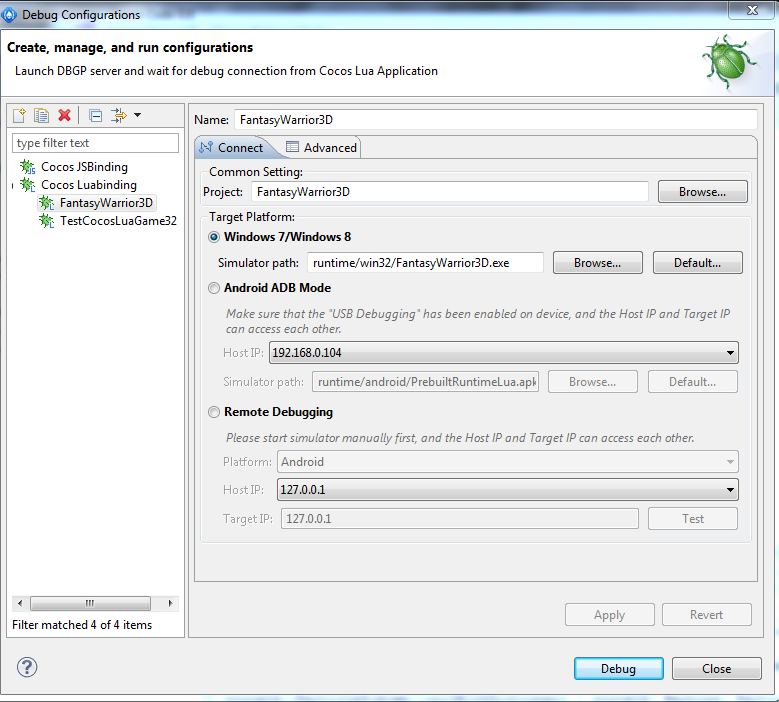 Debug Configurations
Create, manage, and run configurations
Launch DBGP server and wait for debug connection from Cocos Lua Application
type filter text
Cocos JSBinding
Cocos Luabinding
FantasyWarrior3D
TestCocosLuaGame32
Filter matched 4 of 4 items
Name: FantasyWarrior3D
Connect Advanced
Common Setting:
Project: FantasyWarrior3D Browse...
Target Platform:
Windows 7/Windows 8
Simulator path: runtime/win32/FantasyWarrior3D.exe Browse... Default...
Android ADB Mode
Make sure that the "USB Debugging" has been enabled on device, and the Host IP and Target IP
can access each other.
Host IP: 192.168.0.104
Simulator path: runtime/android/PrebuiltRuntimeLua.apk Browse... Default...
Remote Debugging
Please start simulator manually first, and the Host IP and Target IP can access each other.
Platform: Android
Host IP: 127.0.0.1
Target IP: 127.0.0.1 Test
Apply Revert
? Debug Close